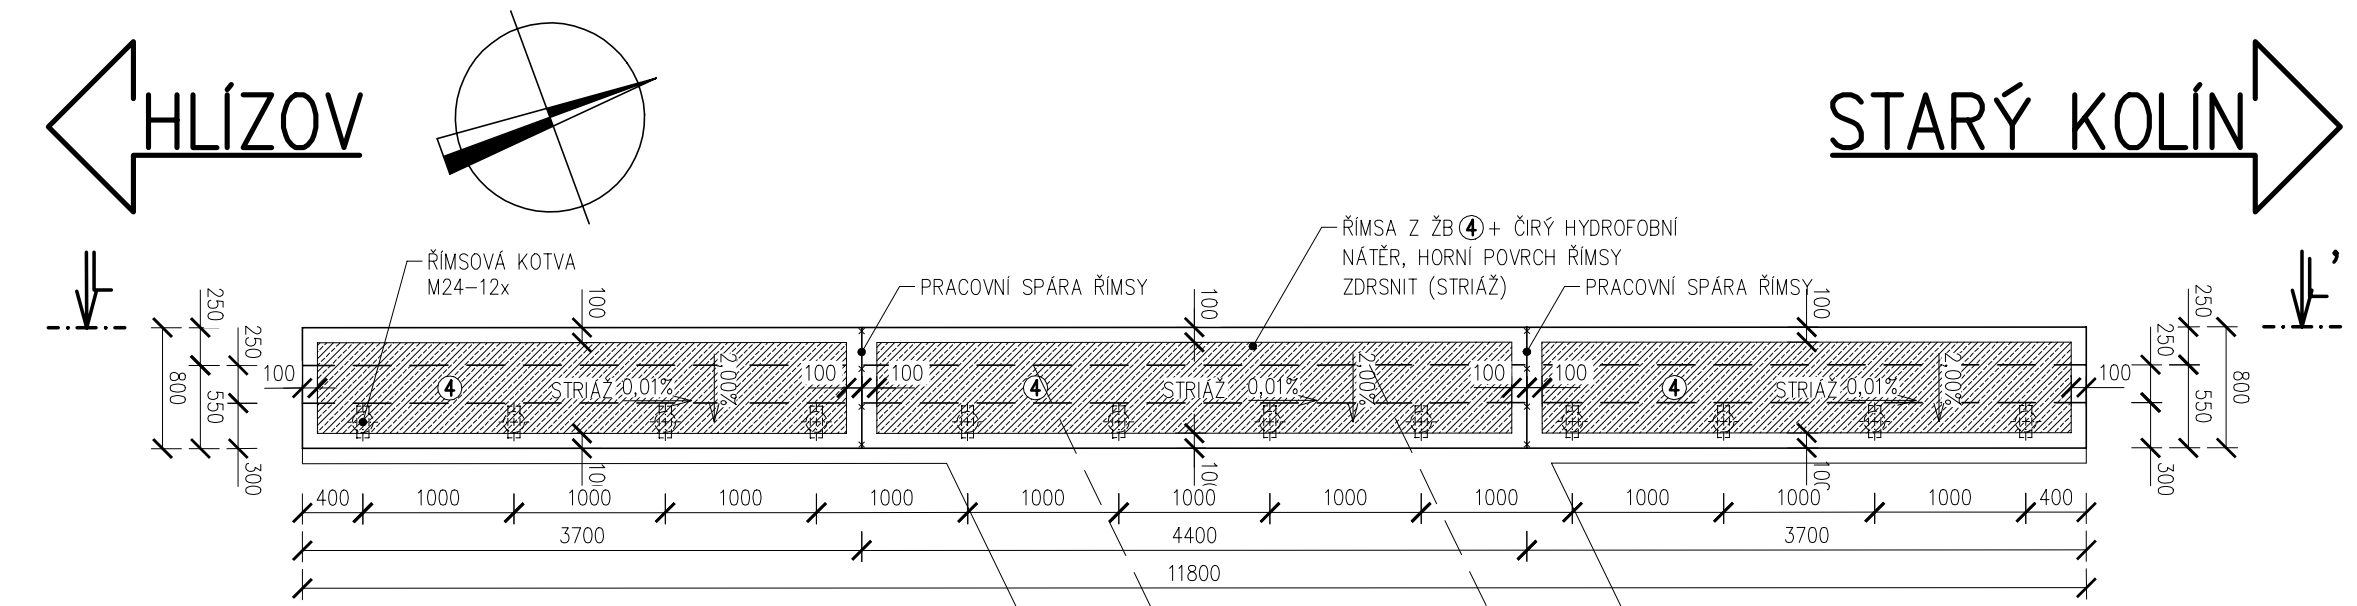 HLÍZOV
STARÝ KOLÍN
ŘÍMSA Z ŽB 4 + ČIRÝ HYDROFOBNÍ
NÁTĚR, HORNÍ POVRCH ŘÍMSY
ZDRSNIT (STRIÁŽ)
ŘÍMSOVÁ KOTVA
M24-12x
PRACOVNÍ SPÁRA ŘÍMSY
PRACOVNÍ SPÁRA ŘÍMSY
L
L'
250
250
800
550
300
100
100
100
100
100
100
4
STRIÁŽ
0,01%
2,00%
100
100
4
STRIÁŽ
0,01%
2,00%
100
100
4
STRIÁŽ
0,01%
2,00%
100
100
250
250
800
550
300
400 1000 1000 1000 1000 1000 1000 1000 1000 1000 1000 1000 400
3700 4400 3700
11800